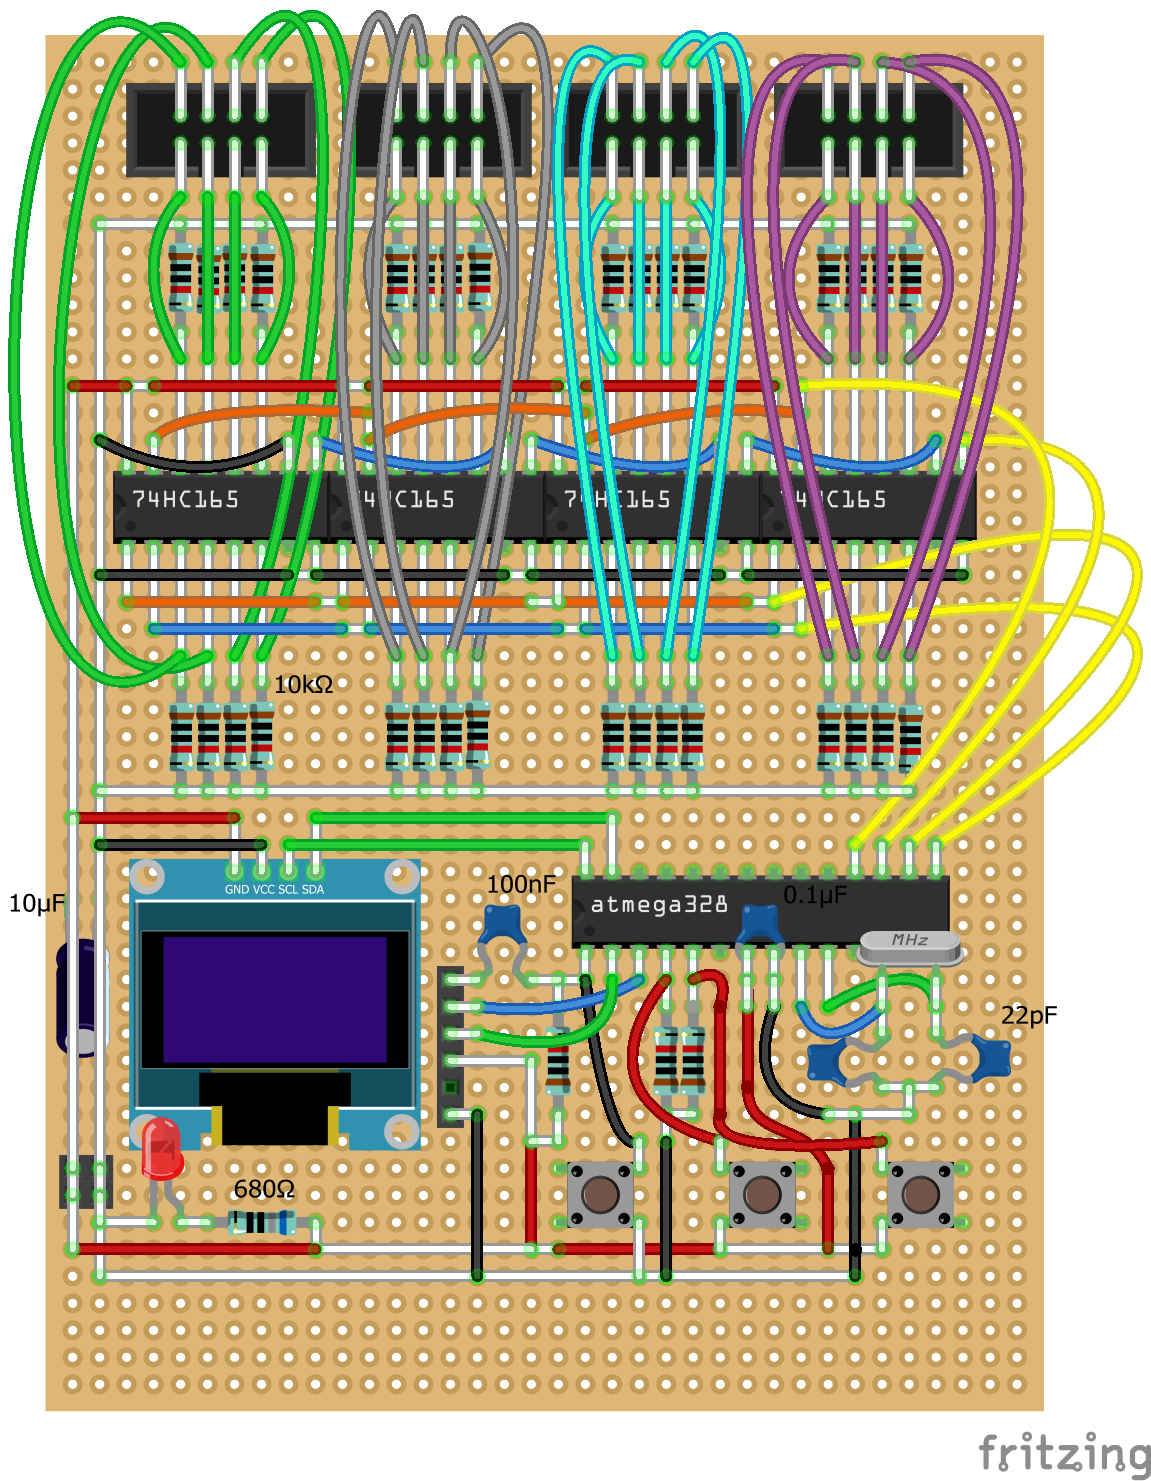 74HC165
74HC165
74HC165
74HC165
10kΩ
GND VCC SCL SDA
10µF
100nF
0.1µF
atmega328
MHz
22pF
680Ω
fritzing